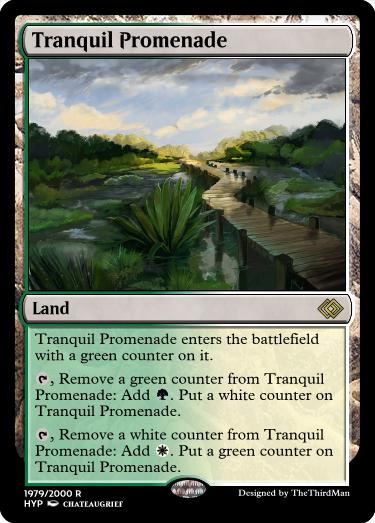 Tranquil Promenade
Land
Tranquil Promenade enters the battlefield
with a green counter on it.
, Remove a green counter from Tranquil
Promenade: Add . Put a white counter on
Tranquil Promenade.
, Remove a white counter from Tranquil
Promenade: Add . Put a green counter on
Tranquil Promenade.
1979/2000 R
HYP CHATEAUGRIEF
Designed by TheThirdMan